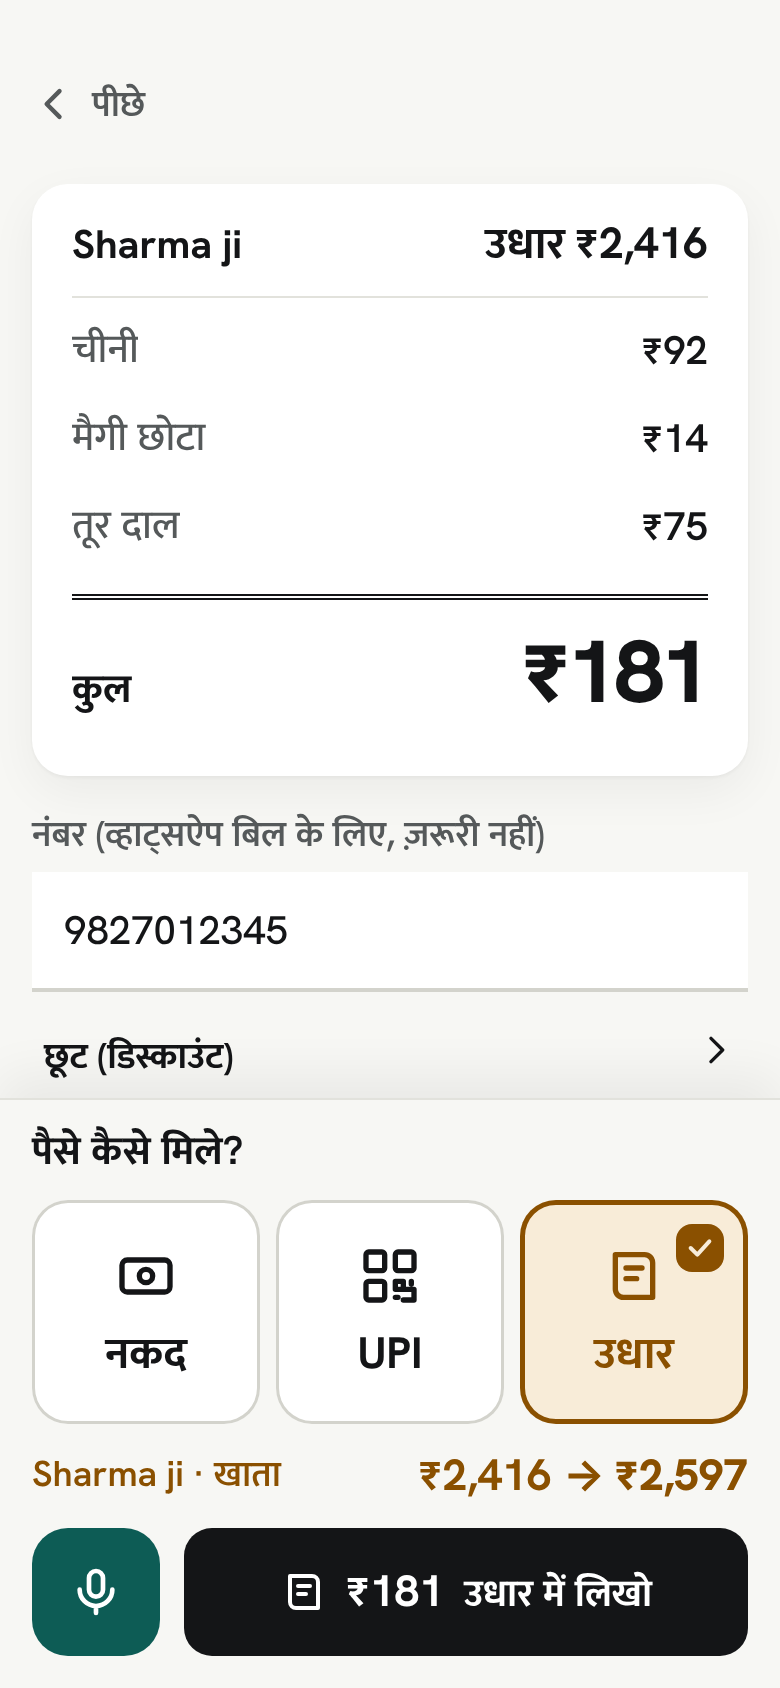 पीछे
Sharma ji उधार ₹2,416
चीनी ₹92
मैगी छोटा ₹14
तूर दाल ₹75
कुल ₹181
नंबर (व्हाट्सऐप बिल के लिए, ज़रूरी नहीं)
9827012345
छूट (डिस्काउंट)
पैसे कैसे मिले?
नकद UPI उधार
Sharma ji · खाता ₹2,416 → ₹2,597
₹181 उधार में लिखो